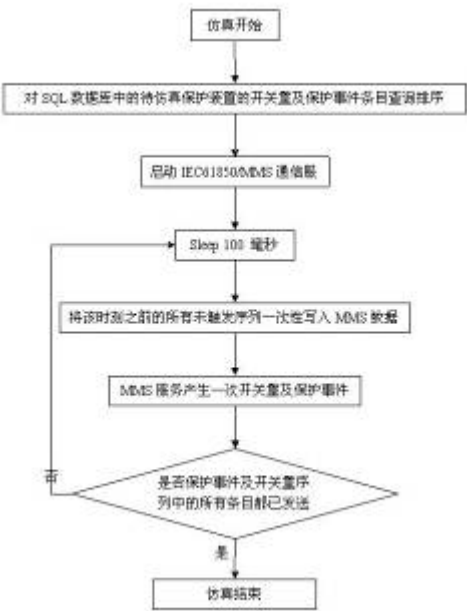 仿真开始
对 SQL 数据库中的待仿真保护装置的开关量及保护事件条目查询排序
启动 IEC61850/MMS 通信服
Sleep 100 毫秒
将该时刻之前的所有未触发序列一次性写入 MMS 数据
MMS 服务产生一次开关量及保护事件
是否保护事件及开关量序
列中的所有条目都已发送
否
是
仿真结束